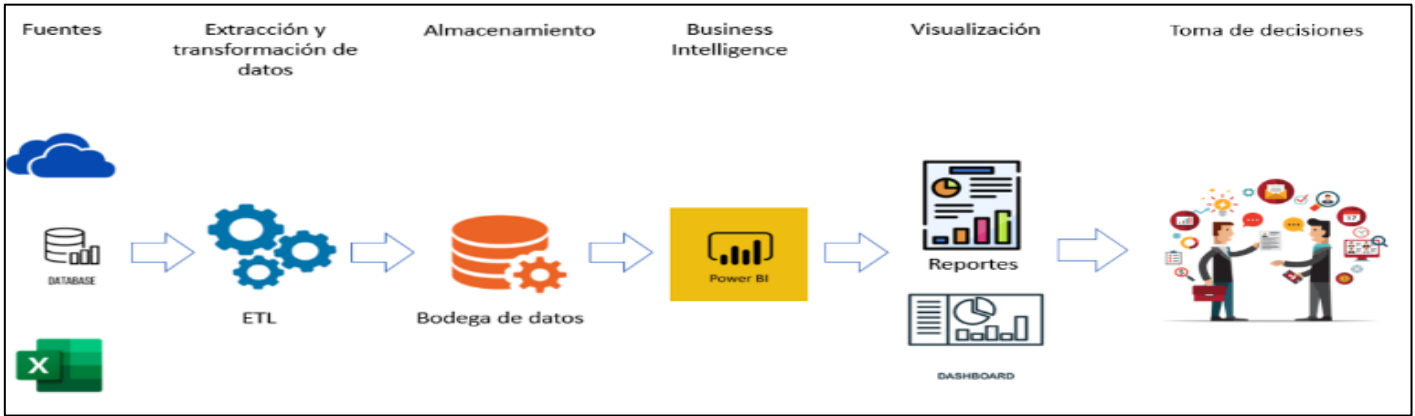 Fuentes
Extracción y
transformación de
datos
Almacenamiento
Business
Intelligence
Visualización
Toma de decisiones
DATABASE
X
ETL
Bodega de datos
Power BI
Reportes
DASHBOARD
17